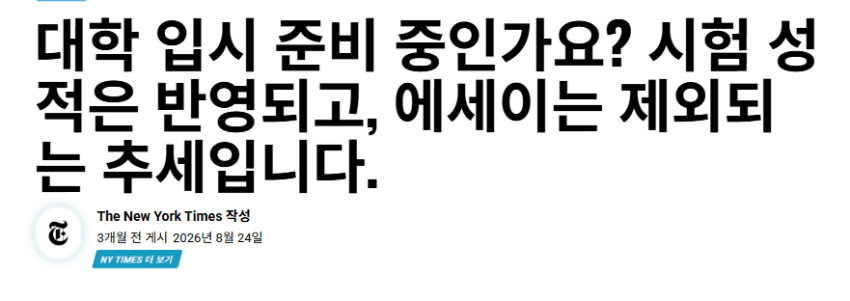 대학 입시 준비 중인가요? 시험 성
적은 반영되고, 에세이는 제외되
는 추세입니다.
The New York Times 작성
3개월 전 게시 2026년 8월 24일
NY TIMES 더 보기